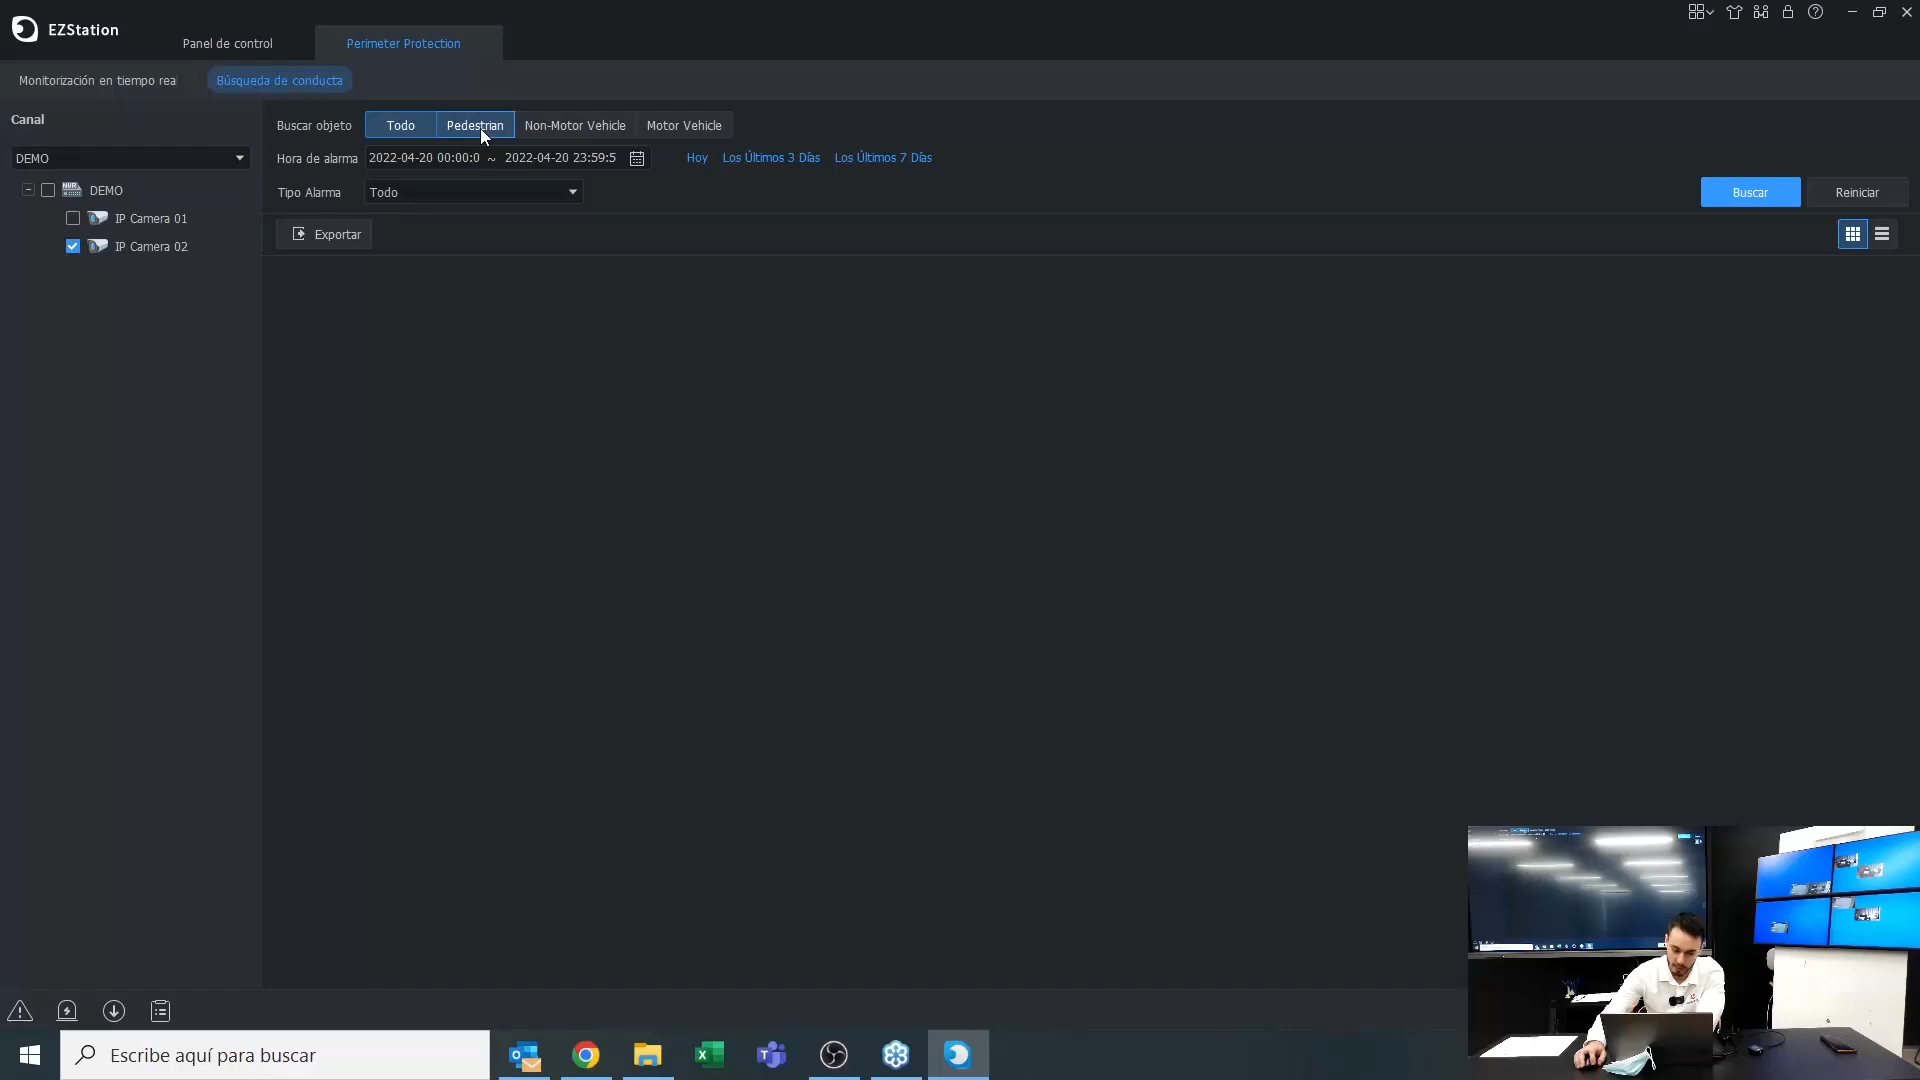 EZStation
Panel de control
Perimeter Protection
Monitorización en tiempo rea
Búsqueda de conducta
Canal
DEMO
DEMO
IP Camera 01
IP Camera 02
Buscar objeto
Todo
Pedestrian
Non-Motor Vehicle
Motor Vehicle
Hora de alarma
2022-04-20 00:00:0 ~ 2022-04-20 23:59:5
Hoy
Los Últimos 3 Días
Los Últimos 7 Días
Tipo Alarma
Todo
Buscar
Reiniciar
Exportar
Escribe aquí para buscar